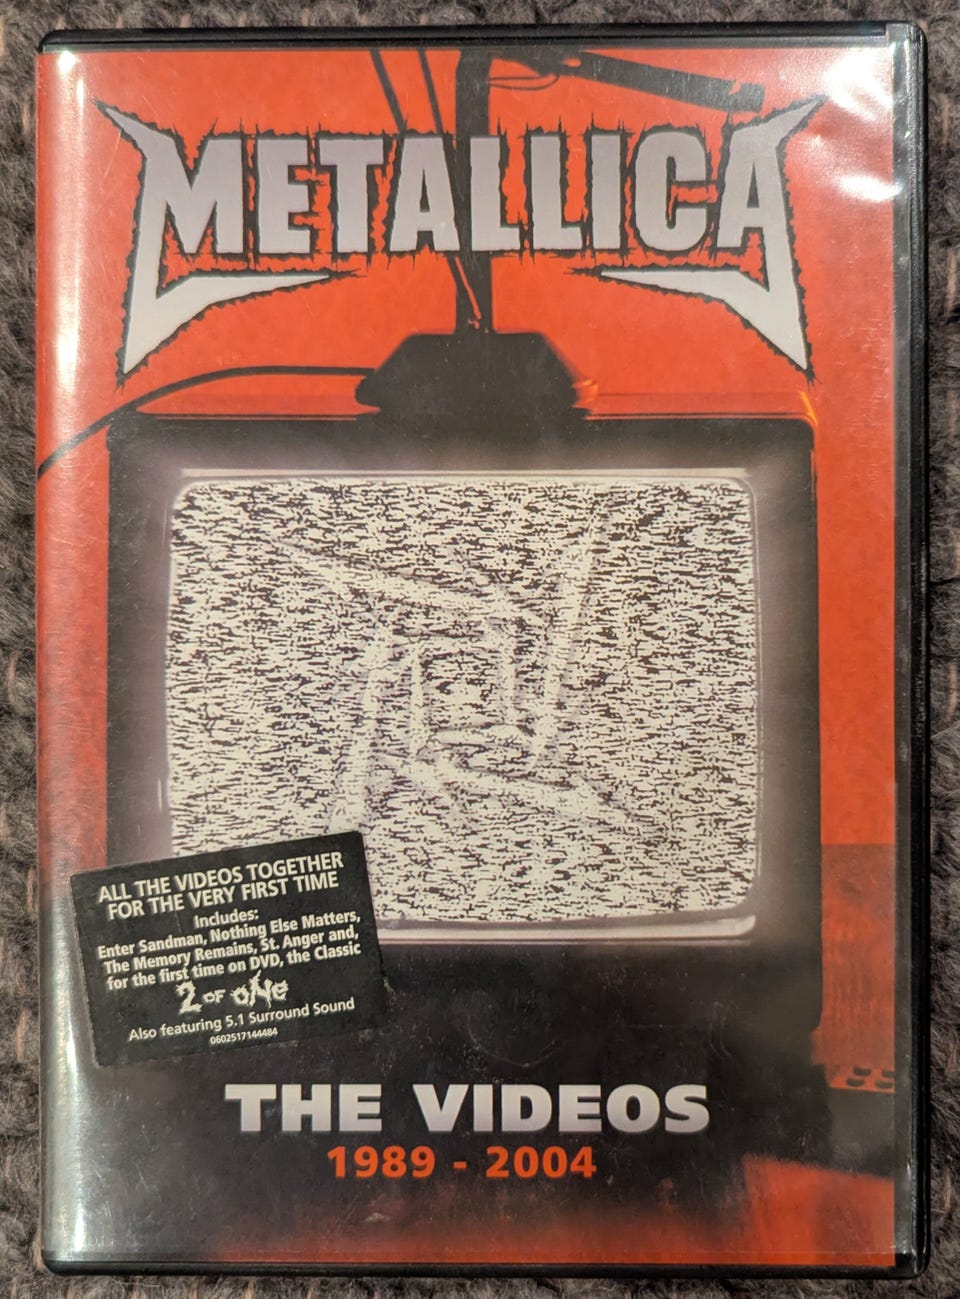 METALLICA
ALL THE VIDEOS TOGETHER
FOR THE VERY FIRST TIME
Includes:
Enter Sandman, Nothing Else Matters,
The Memory Remains, St. Anger and,
for the first time on DVD, the Classic
2 OF ONE
Also featuring 5.1 Surround Sound
0602517144484
THE VIDEOS
1989 - 2004